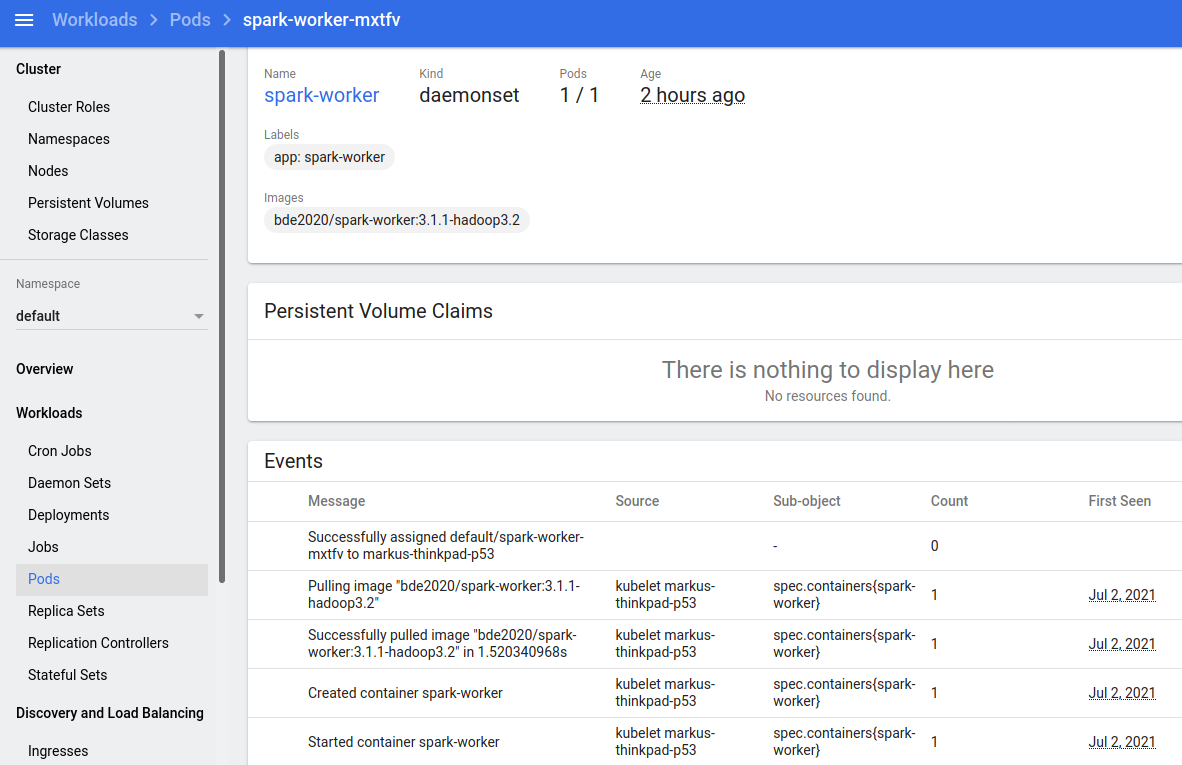 Workloads > Pods > spark-worker-mxtfv
Cluster
Cluster Roles
Namespaces
Nodes
Persistent Volumes
Storage Classes
Namespace
default
Overview
Workloads
Cron Jobs
Daemon Sets
Deployments
Jobs
Pods
Replica Sets
Replication Controllers
Stateful Sets
Discovery and Load Balancing
Ingresses
Name Kind Pods Age
spark-worker daemonset 1 / 1 2 hours ago
Labels
app: spark-worker
Images
bde2020/spark-worker:3.1.1-hadoop3.2
Persistent Volume Claims
There is nothing to display here
No resources found.
Events
Message Source Sub-object Count First Seen
Successfully assigned default/spark-worker-
mxtfv to markus-thinkpad-p53
- 0
Pulling image "bde2020/spark-worker:3.1.1-
hadoop3.2"
kubelet markus-
thinkpad-p53
spec.containers{spark-
worker}
1 Jul 2, 2021
Successfully pulled image "bde2020/spark-
worker:3.1.1-hadoop3.2" in 1.520340968s
kubelet markus-
thinkpad-p53
spec.containers{spark-
worker}
1 Jul 2, 2021
Created container spark-worker
kubelet markus-
thinkpad-p53
spec.containers{spark-
worker}
1 Jul 2, 2021
Started container spark-worker
kubelet markus-
thinkpad-p53
spec.containers{spark-
worker}
1 Jul 2, 2021